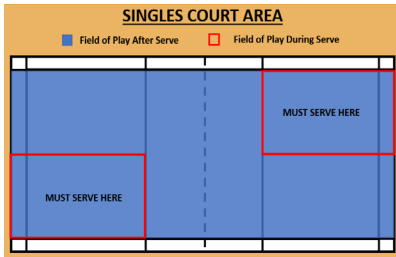 SINGLES COURT AREA
Field of Play After Serve
Field of Play During Serve
MUST SERVE HERE
MUST SERVE HERE